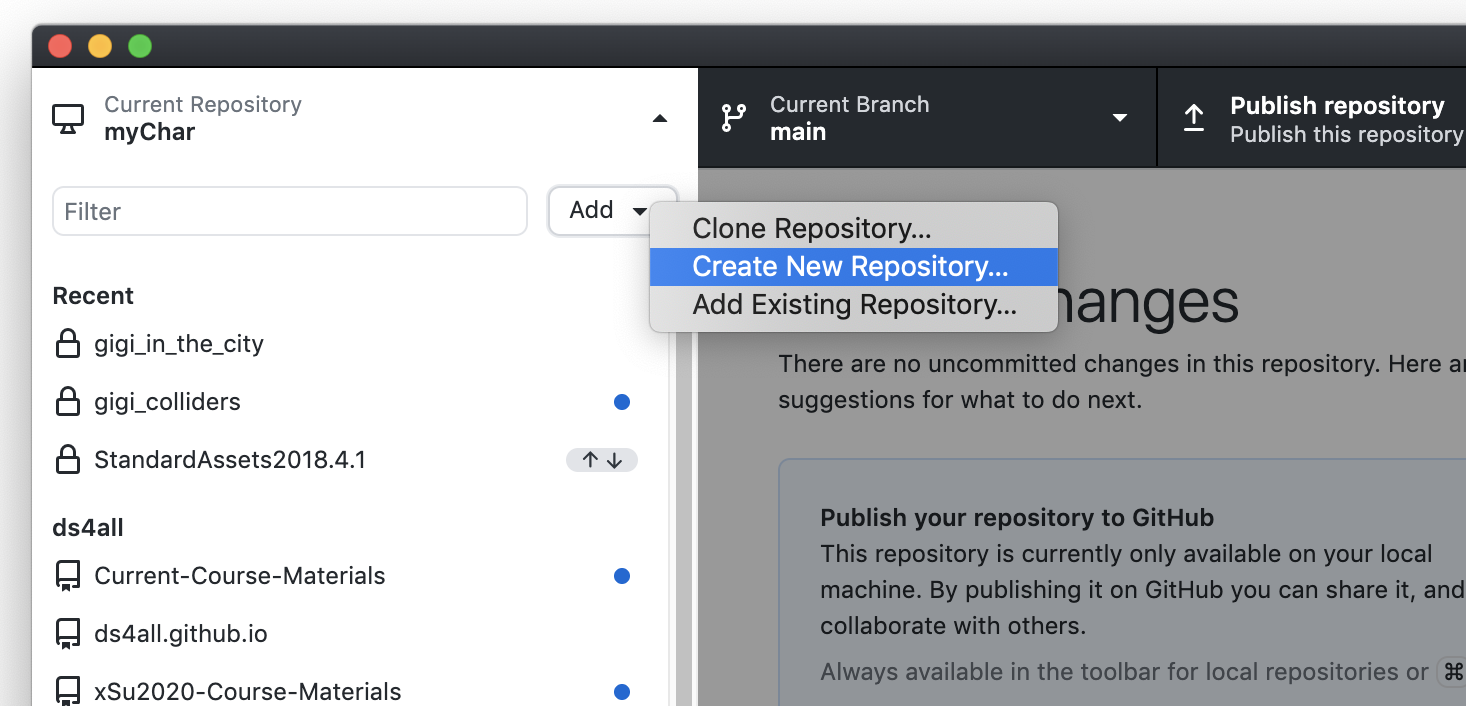 Current Repository
myChar
Current Branch
main
Publish repository
Publish this repository
Filter
Add
Clone Repository...
Create New Repository...
Add Existing Repository...
Recent
gigi_in_the_city
gigi_colliders
StandardAssets2018.4.1
ds4all
Current-Course-Materials
ds4all.github.io
xSu2020-Course-Materials
hanges
There are no uncommitted changes in this repository. Here
suggestions for what to do next.
Publish your repository to GitHub
This repository is currently only available on your local
machine. By publishing it on GitHub you can share it, and
collaborate with others.
Always available in the toolbar for local repositories or ⌘